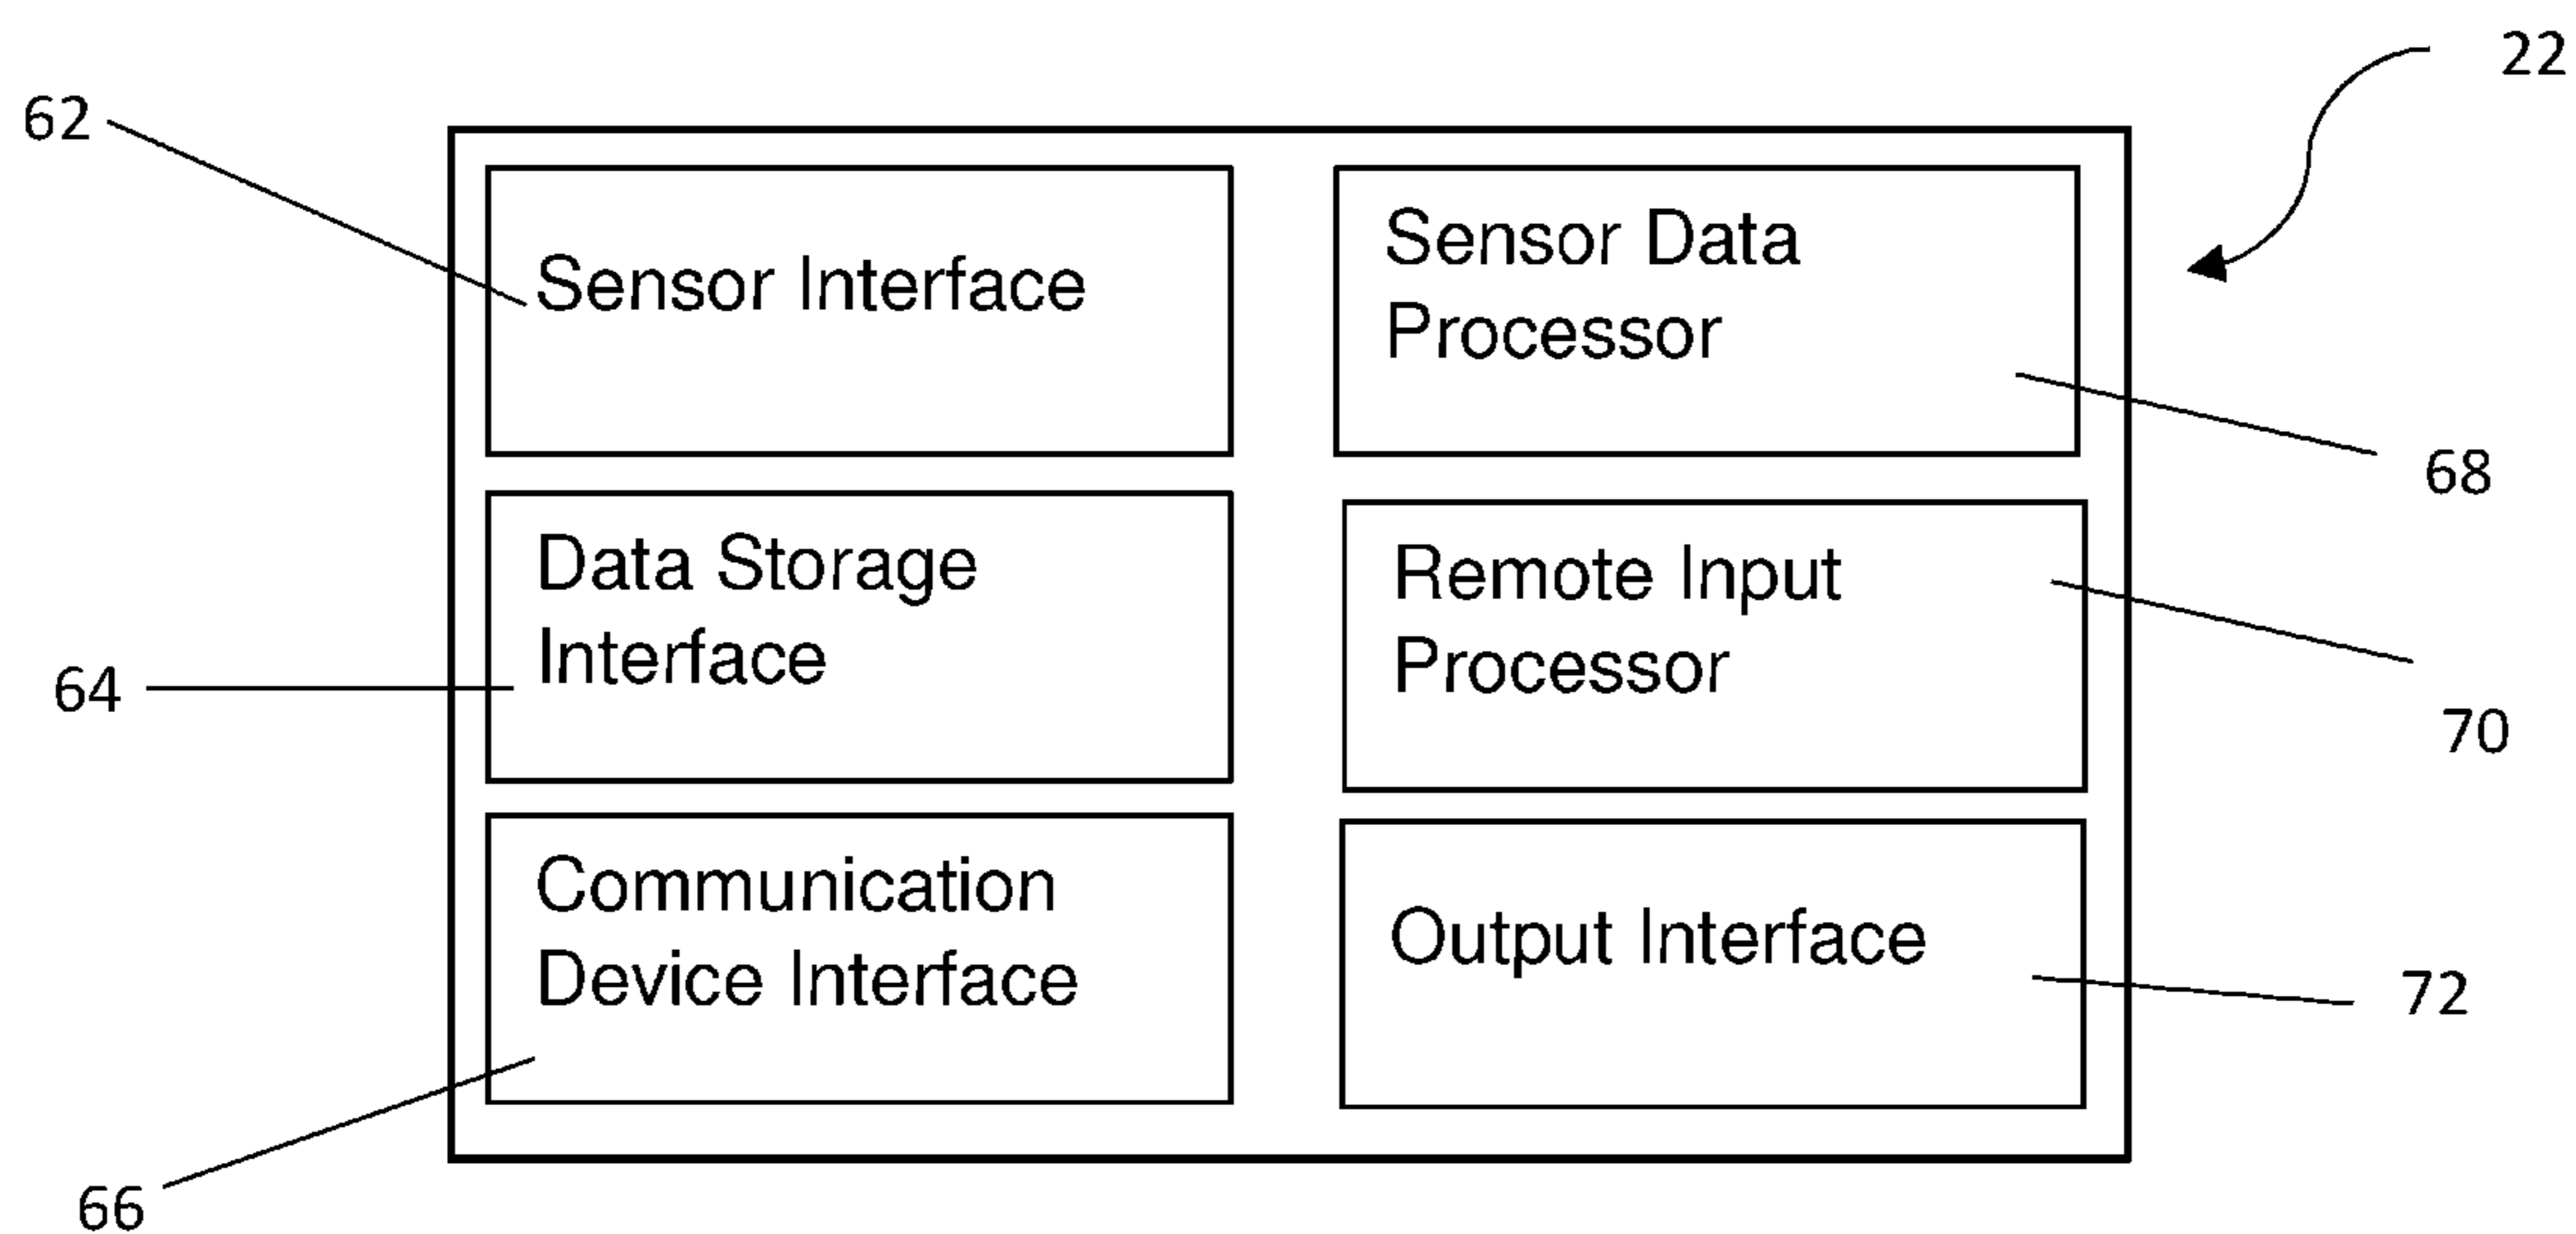 22
62
Sensor Interface
Sensor Data
Processor
68
Data Storage
Interface
64
Remote Input
Processor
70
Communication
Device Interface
66
Output Interface
72